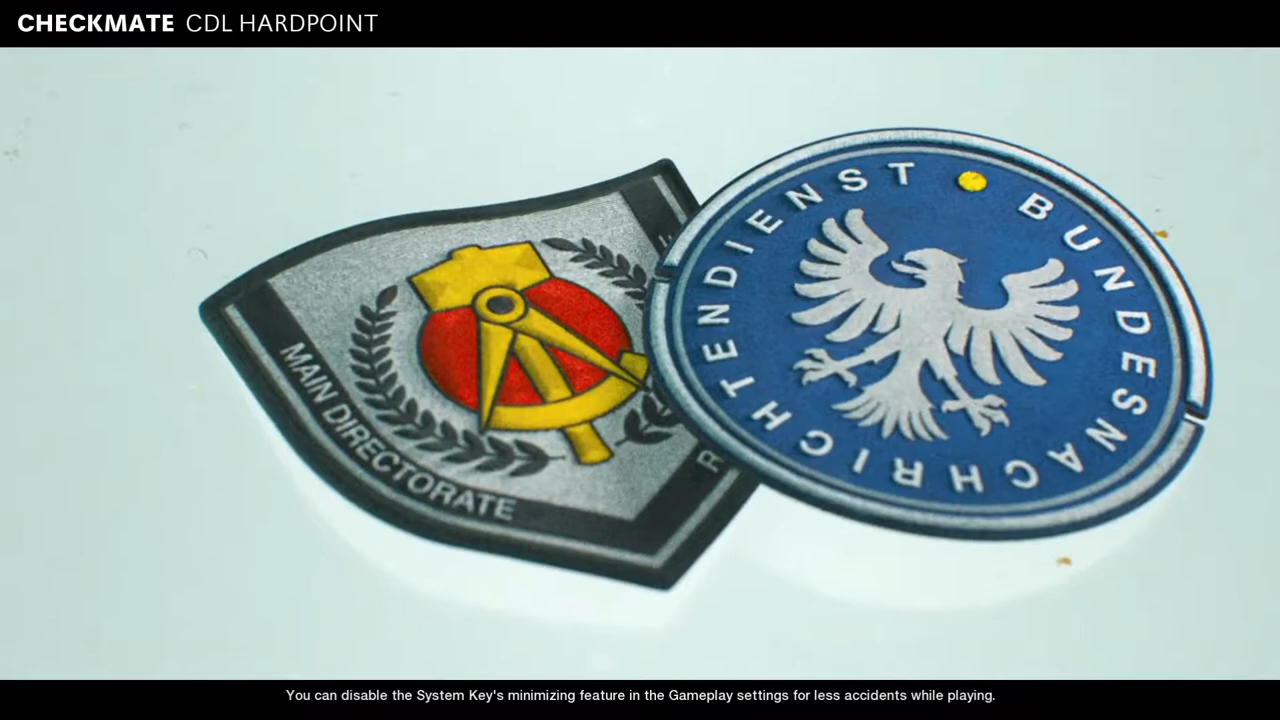 CHECKMATE CDL HARDPOINT
BUNDESNACHRICHTENDIENST
MAIN DIRECTORATE
You can disable the System Key's minimizing feature in the Gameplay settings for less accidents while playing.